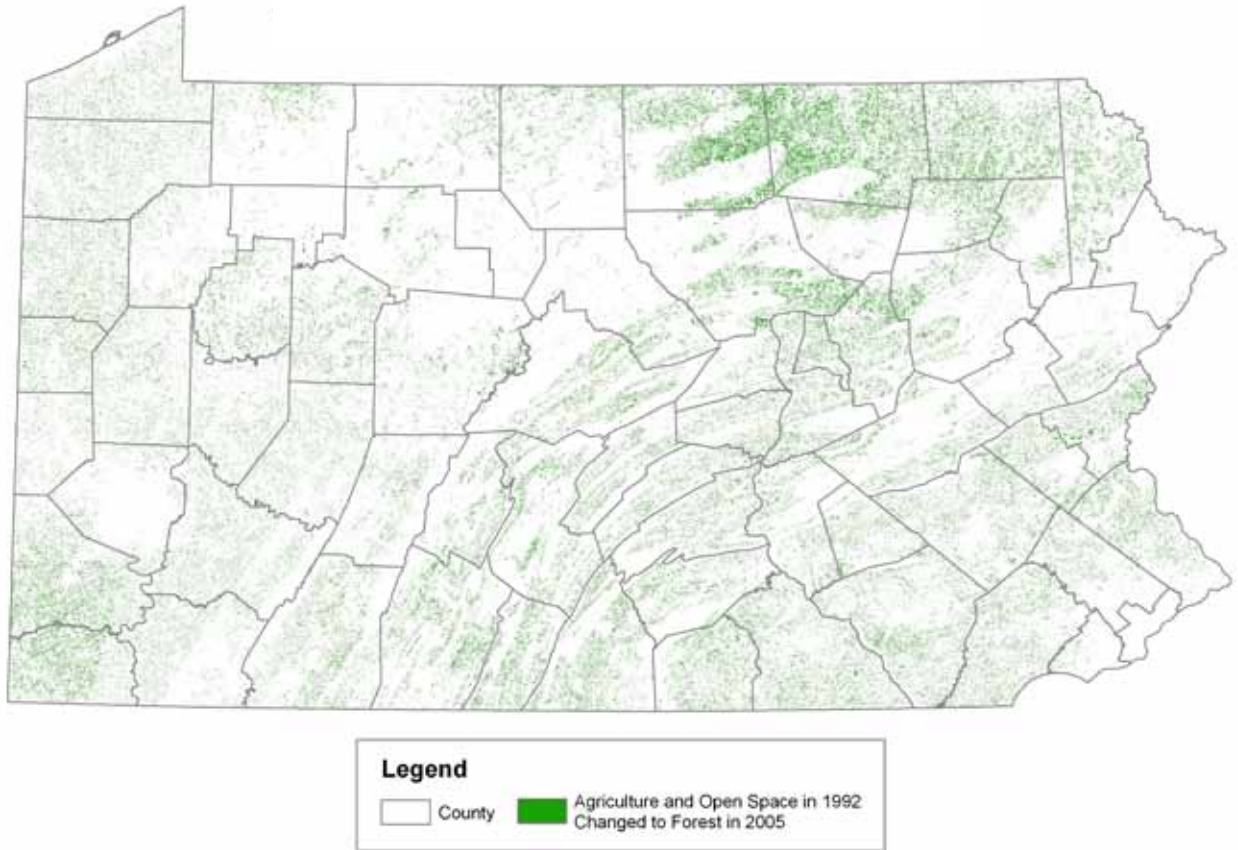 Legend
County
Agriculture and Open Space in 1992
Changed to Forest in 2005